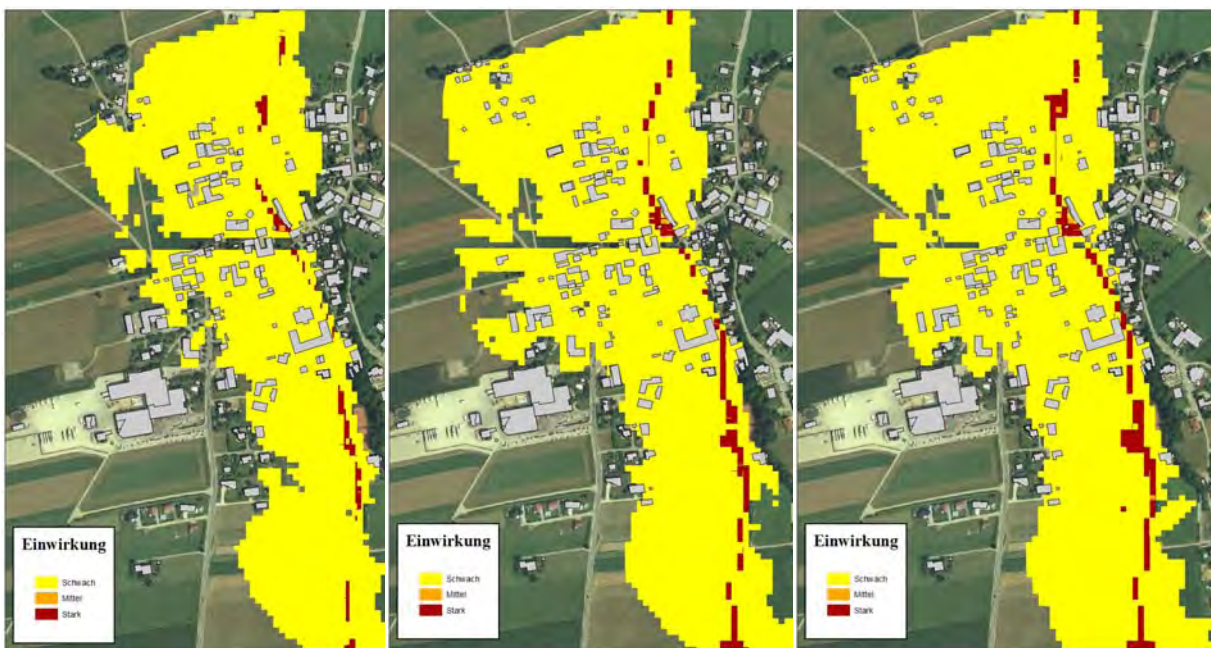 Einwirkung
Schwach
Mittel
Stark
Einwirkung
Schwach
Mittel
Stark
Einwirkung
Schwach
Mittel
Stark